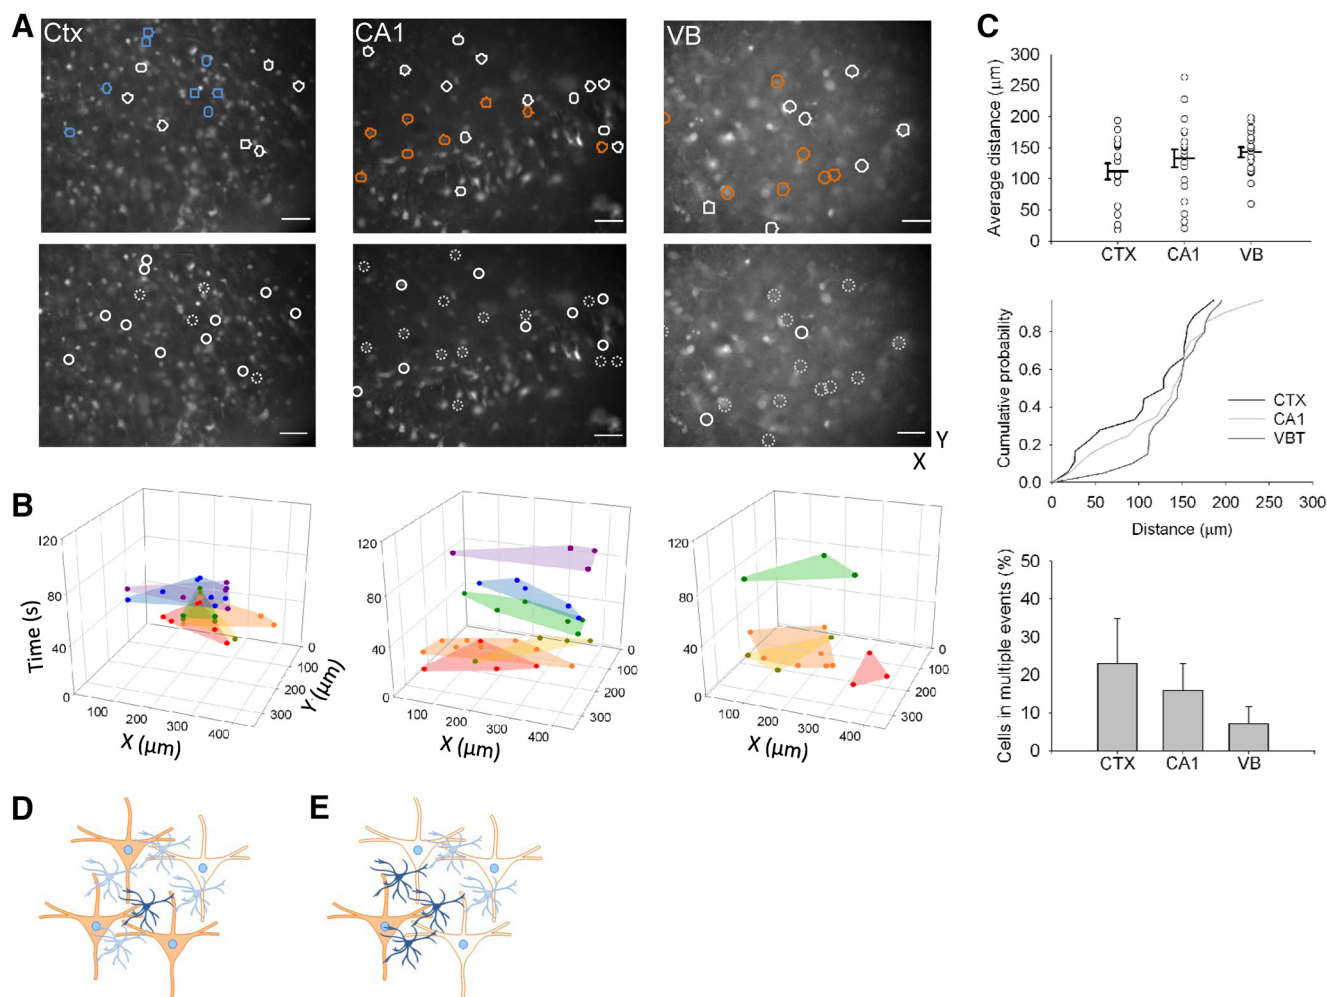 A
Ctx
CA1
VB
Y
X
B
120
80
40
0
Time (s)
100
200
300
400
X (μm)
0
100
200
300
Y (μm)
120
80
40
0
100
200
300
400
X (μm)
0
100
200
300
120
80
40
0
100
200
300
400
X (μm)
0
100
200
300
C
Average distance (μm)
300
200
150
100
50
0
CTX
CA1
VB
Cumulative probability
0.8
0.6
0.4
0.2
0.0
CTX
CA1
VBT
0
50
100
150
200
250
300
Distance (μm)
Cells in multiple events (%)
50
40
30
20
10
0
CTX
CA1
VB
D
E